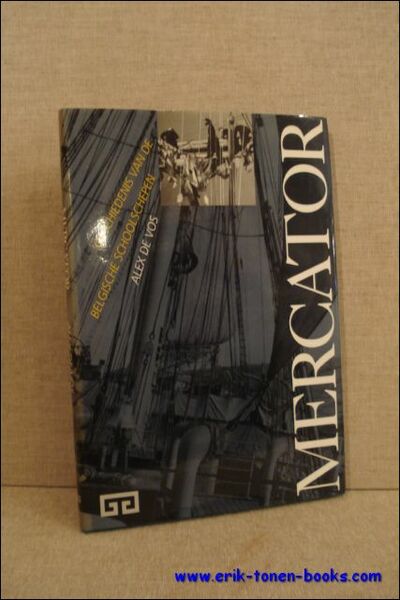 GESCHIEDENIS VAN DE
BELGISCHE SCHOOLSCHEPEN
ALEX DE VOS
MERCATOR
www.erik-tonen-books.com